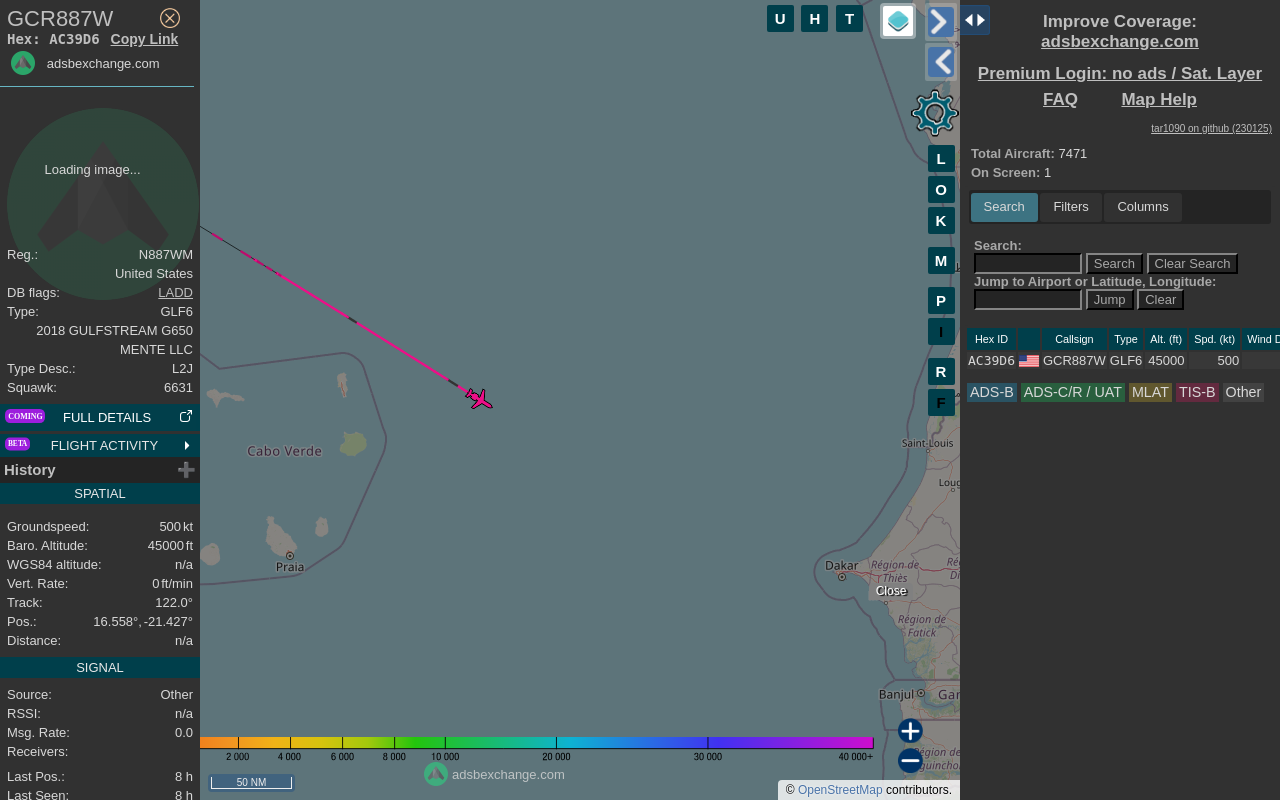 GCR887W
Hex: AC39D6 Copy Link
adsbexchange.com
Loading image...
Reg.: N887WM
United States
DB flags: LADD
Type: GLF6
2018 GULFSTREAM G650
MENTE LLC
Type Desc.: L2J
Squawk: 6631
COMING FULL DETAILS
BETA FLIGHT ACTIVITY
History
SPATIAL
Groundspeed: 500 kt
Baro. Altitude: 45000 ft
WGS84 altitude: n/a
Vert. Rate: 0 ft/min
Track: 122.0°
Pos.: 16.558°, -21.427°
Distance: n/a
SIGNAL
Source: Other
RSSI: n/a
Msg. Rate: 0.0
Receivers:
Last Pos.: 8 h
Last Seen: 8 h
U H T
L
O
K
M
P
I
R
F
Cabo Verde
Praia
Saint-Louis
Dakar
Région de
Thiès
Close
Région de
Fatick
Banjul
2 000 4 000 6 000 8 000 10 000 20 000 30 000 40 000+
50 NM
adsbexchange.com
© OpenStreetMap contributors.
Improve Coverage:
adsbexchange.com
Premium Login: no ads / Sat. Layer
FAQ Map Help
tar1090 on github (230125)
Total Aircraft: 7471
On Screen: 1
Search Filters Columns
Search:
Search Clear Search
Jump to Airport or Latitude, Longitude:
Jump Clear
Hex ID Callsign Type Alt. (ft) Spd. (kt) Wind D
AC39D6 GCR887W GLF6 45000 500
ADS-B ADS-C/R / UAT MLAT TIS-B Other